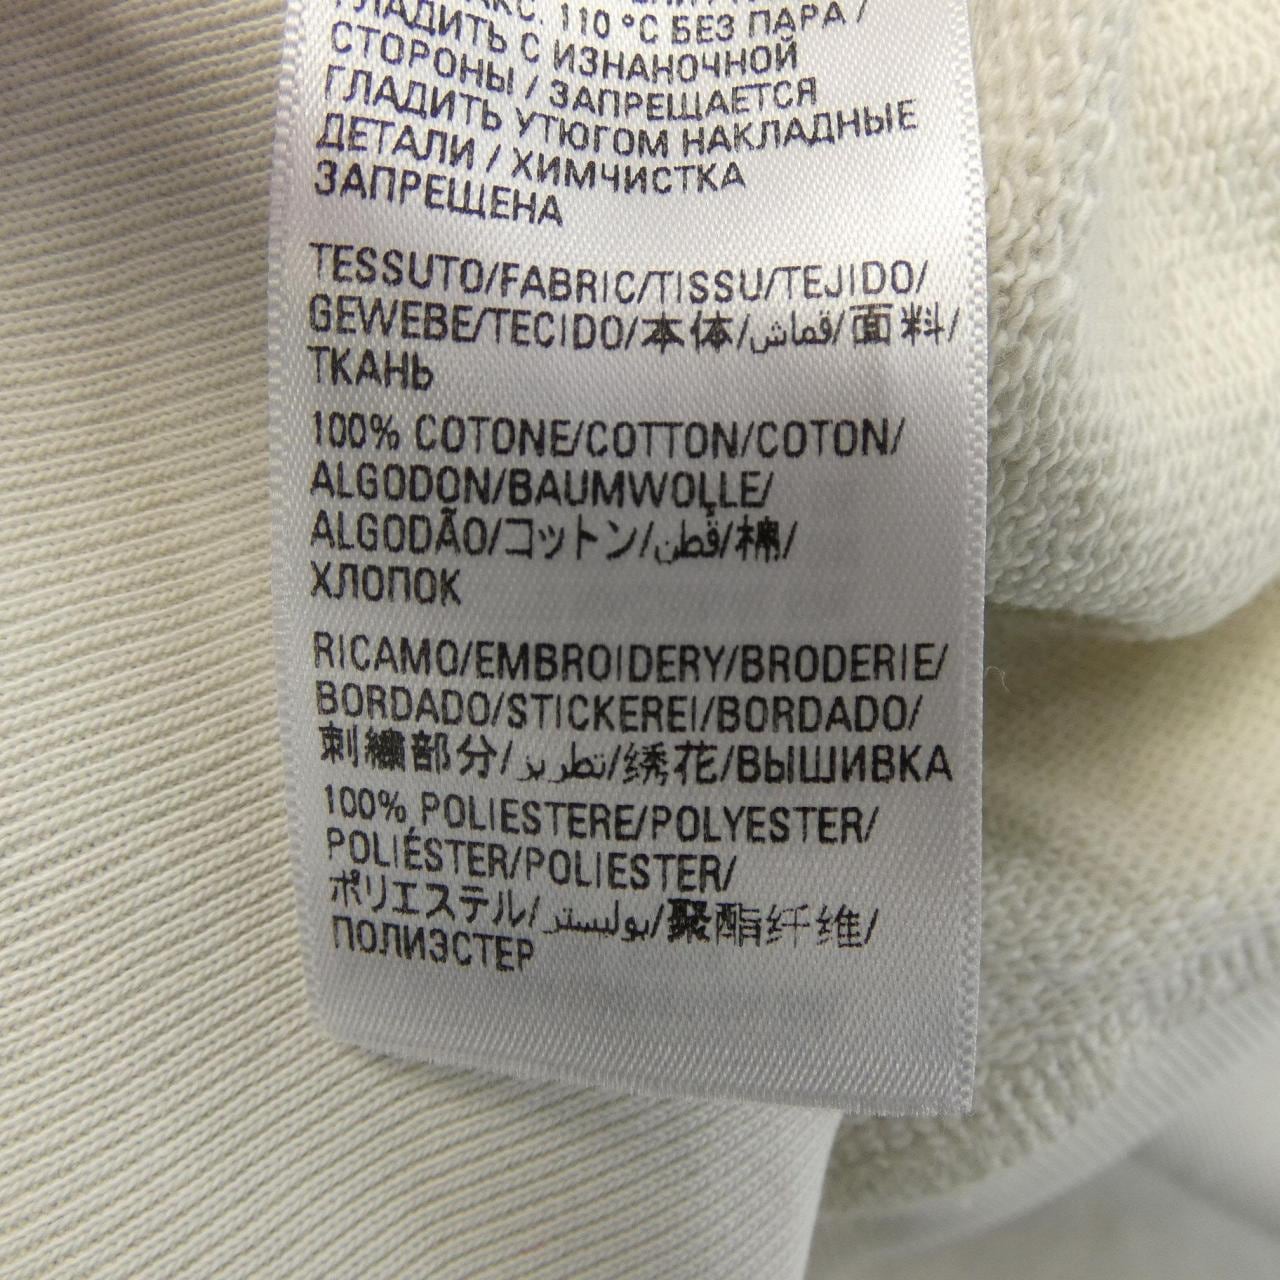 110 °C БЕЗ ПАРА /
ГЛАДИТЬ С ИЗНАНОЧНОЙ
СТОРОНЫ / ЗАПРЕЩАЕТСЯ
ГЛАДИТЬ УТЮГОМ НАКЛАДНЫЕ
ДЕТАЛИ / ХИМЧИСТКА
ЗАПРЕЩЕНА
TESSUTO/FABRIC/TISSU/TEJIDO/
GEWEBE/TECIDO/本体/قماش/面料/
ТКАНЬ
100% COTONE/COTTON/COTON/
ALGODON/BAUMWOLLE/
ALGODÃO/コットン/قطن/棉/
ХЛОПОК
RICAMO/EMBROIDERY/BRODERIE/
BORDADO/STICKEREI/BORDADO/
刺繍部分/تطريز/绣花/ВЫШИВКА
100% POLIESTERE/POLYESTER/
POLIÉSTER/POLIESTER/
ポリエステル/بوليستر/聚酯纤维/
ПОЛИЭСТЕР